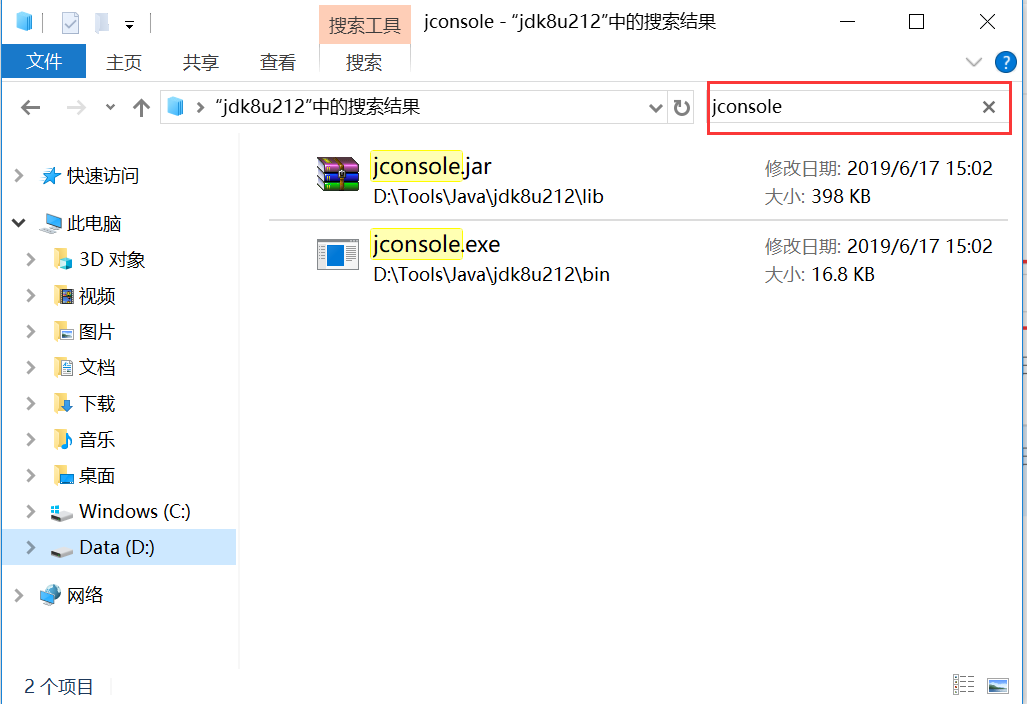 搜索工具
jconsole - “jdk8u212”中的搜索结果
文件 主页 共享 查看 搜索
“jdk8u212”中的搜索结果
jconsole
快速访问
此电脑
3D 对象
视频
图片
文档
下载
音乐
桌面
Windows (C:)
Data (D:)
网络
jconsole.jar
修改日期: 2019/6/17 15:02
D:\Tools\Java\jdk8u212\lib
大小: 398 KB
jconsole.exe
修改日期: 2019/6/17 15:02
D:\Tools\Java\jdk8u212\bin
大小: 16.8 KB
2 个项目